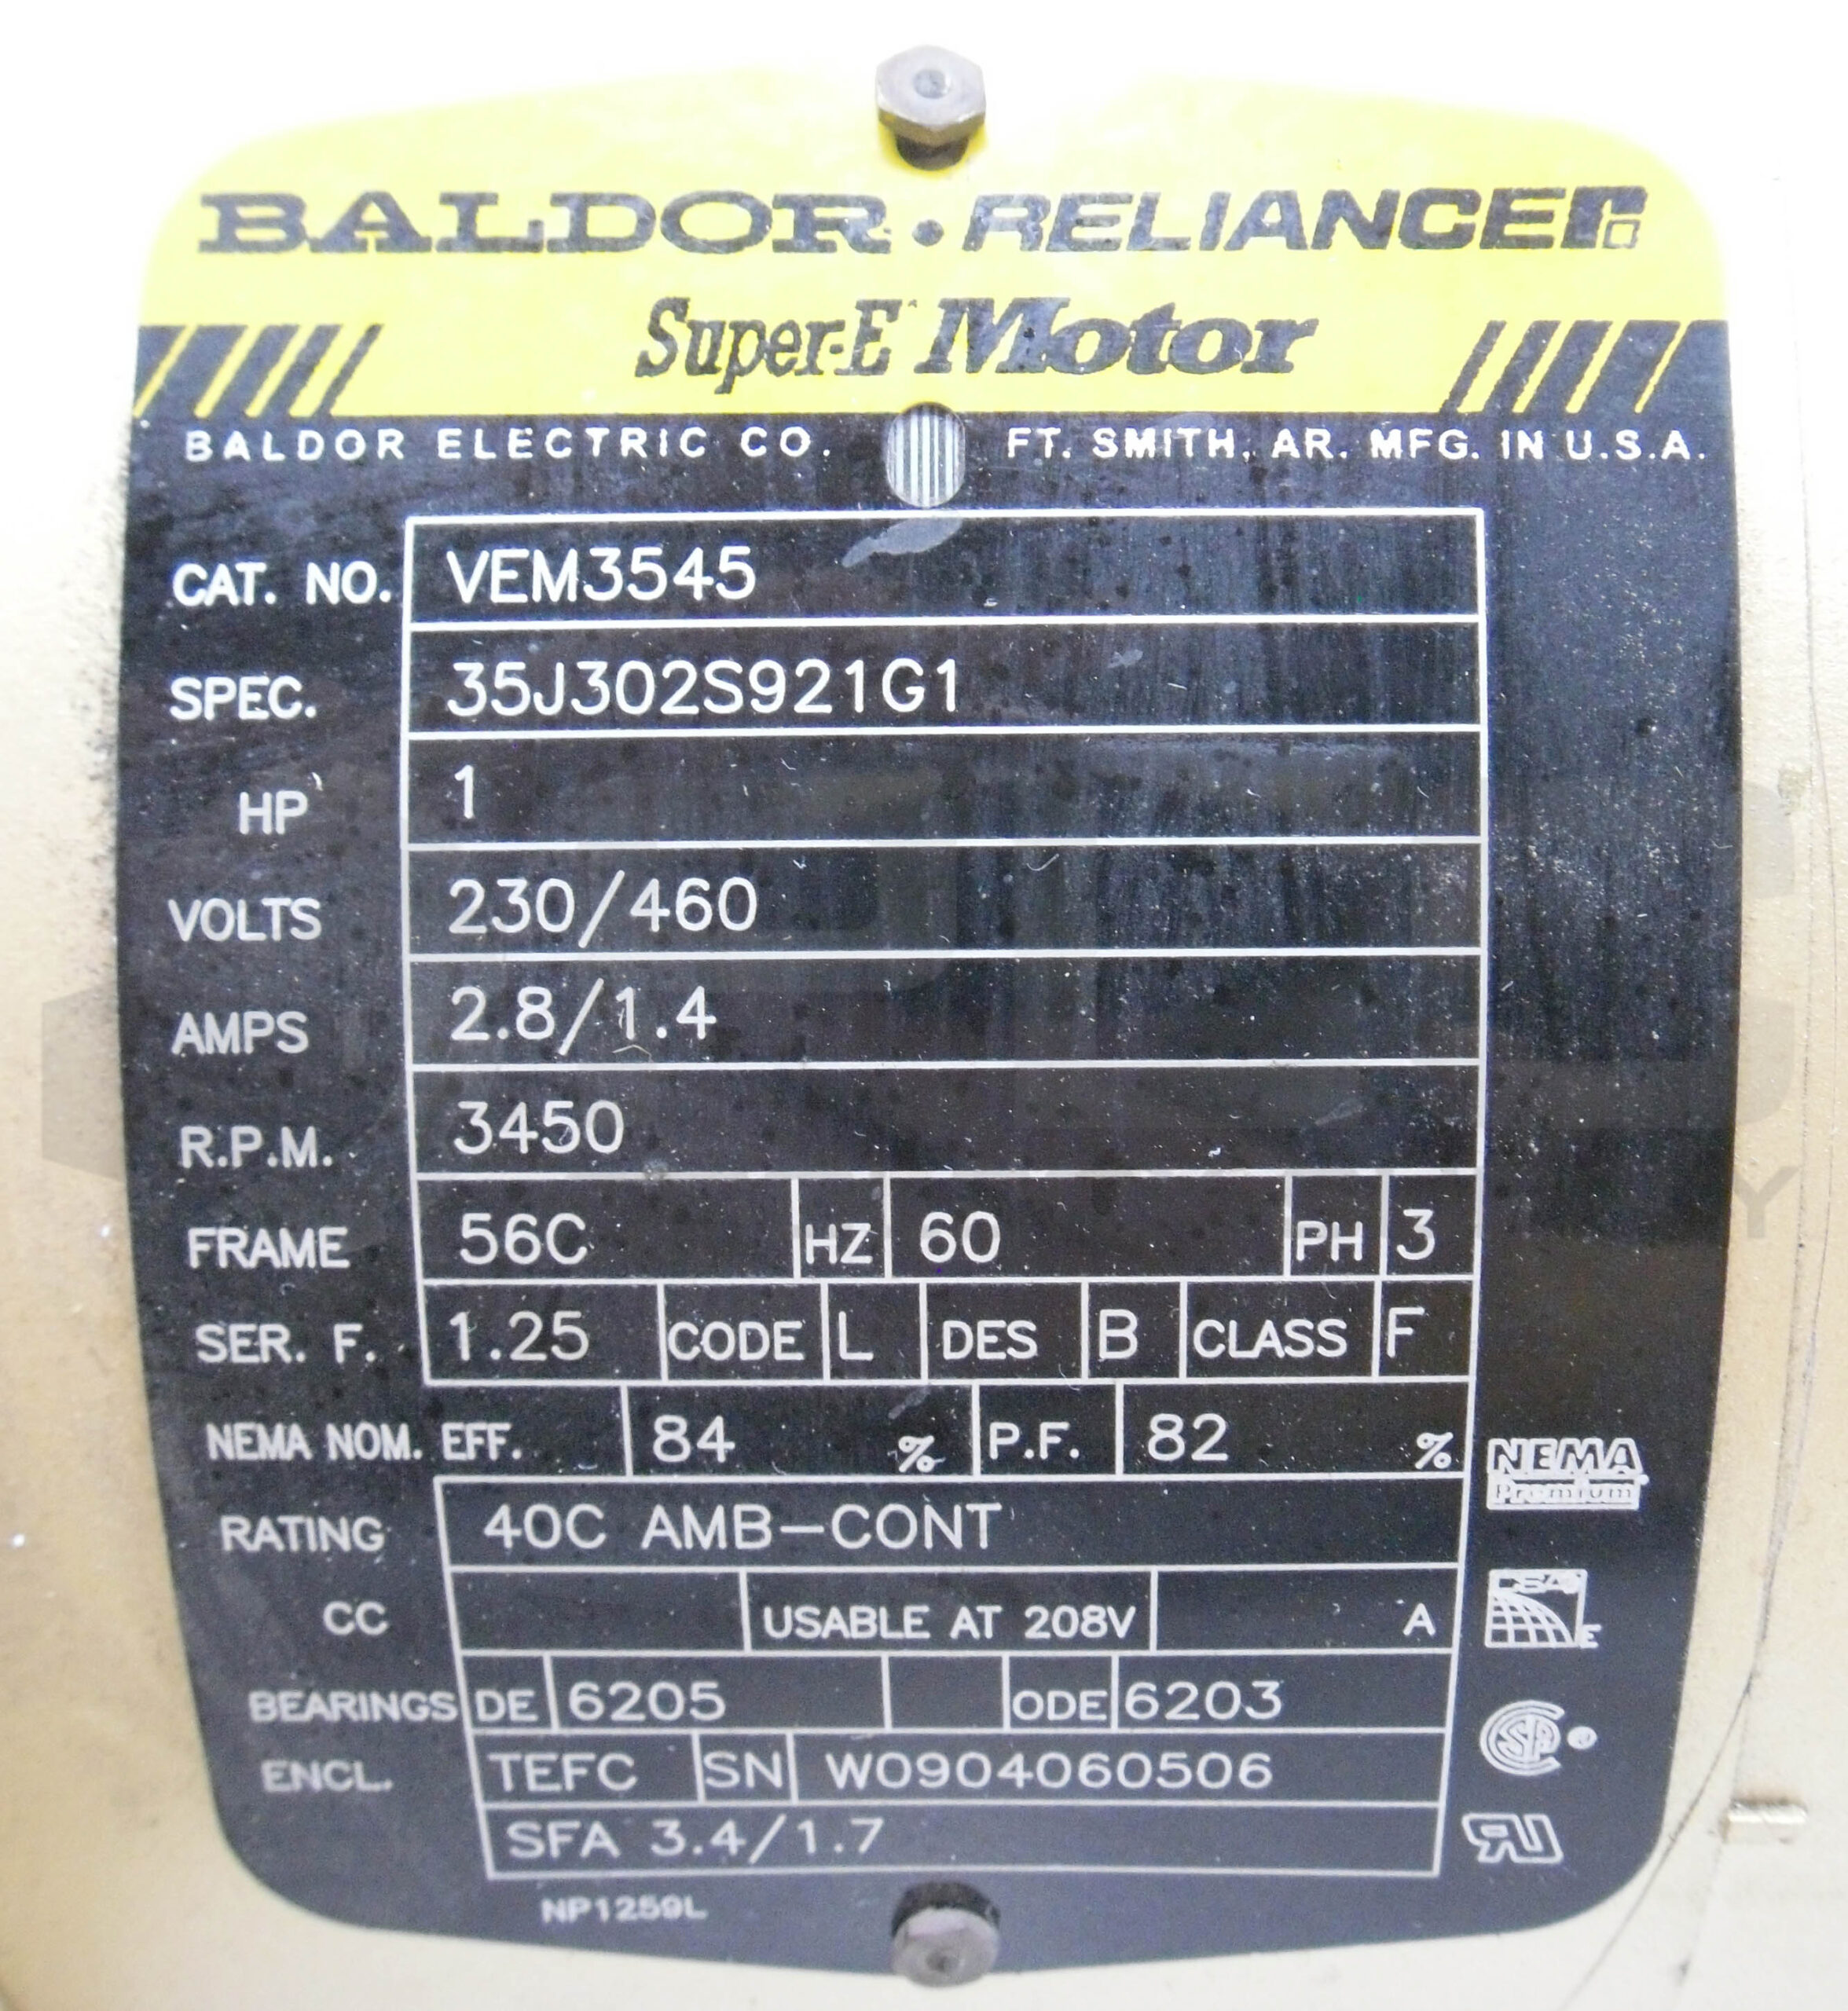 BALDOR • RELIANCE
Super-E Motor
BALDOR ELECTRIC CO. FT. SMITH, AR. MFG. IN U.S.A.
CAT. NO. VEM3545
SPEC. 35J302S921G1
HP 1
VOLTS 230/460
AMPS 2.8/1.4
R.P.M. 3450
FRAME 56C HZ 60 PH 3
SER. F. 1.25 CODE L DES B CLASS F
NEMA NOM. EFF. 84 % P.F. 82 %
NEMA Premium
RATING 40C AMB-CONT
CC USABLE AT 208V A
BEARINGS DE 6205 ODE 6203
ENCL. TEFC SN W0904060506
SFA 3.4/1.7
NP1259L